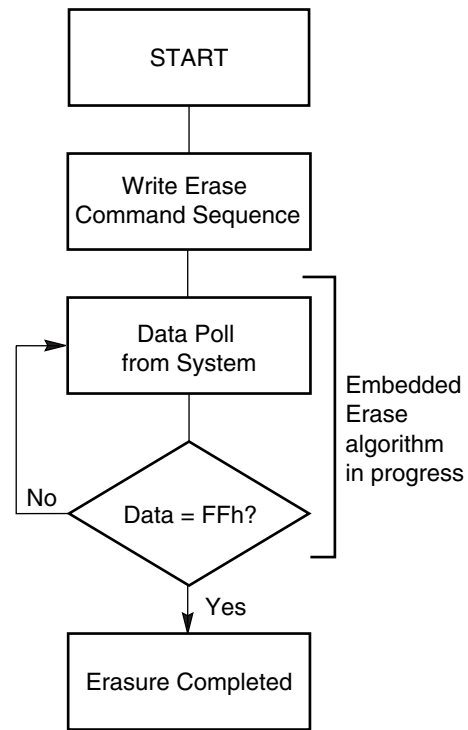 START
Write Erase
Command Sequence
Data Poll
from System
Embedded
Erase
algorithm
in progress
No
Data = FFh?
Yes
Erasure Completed